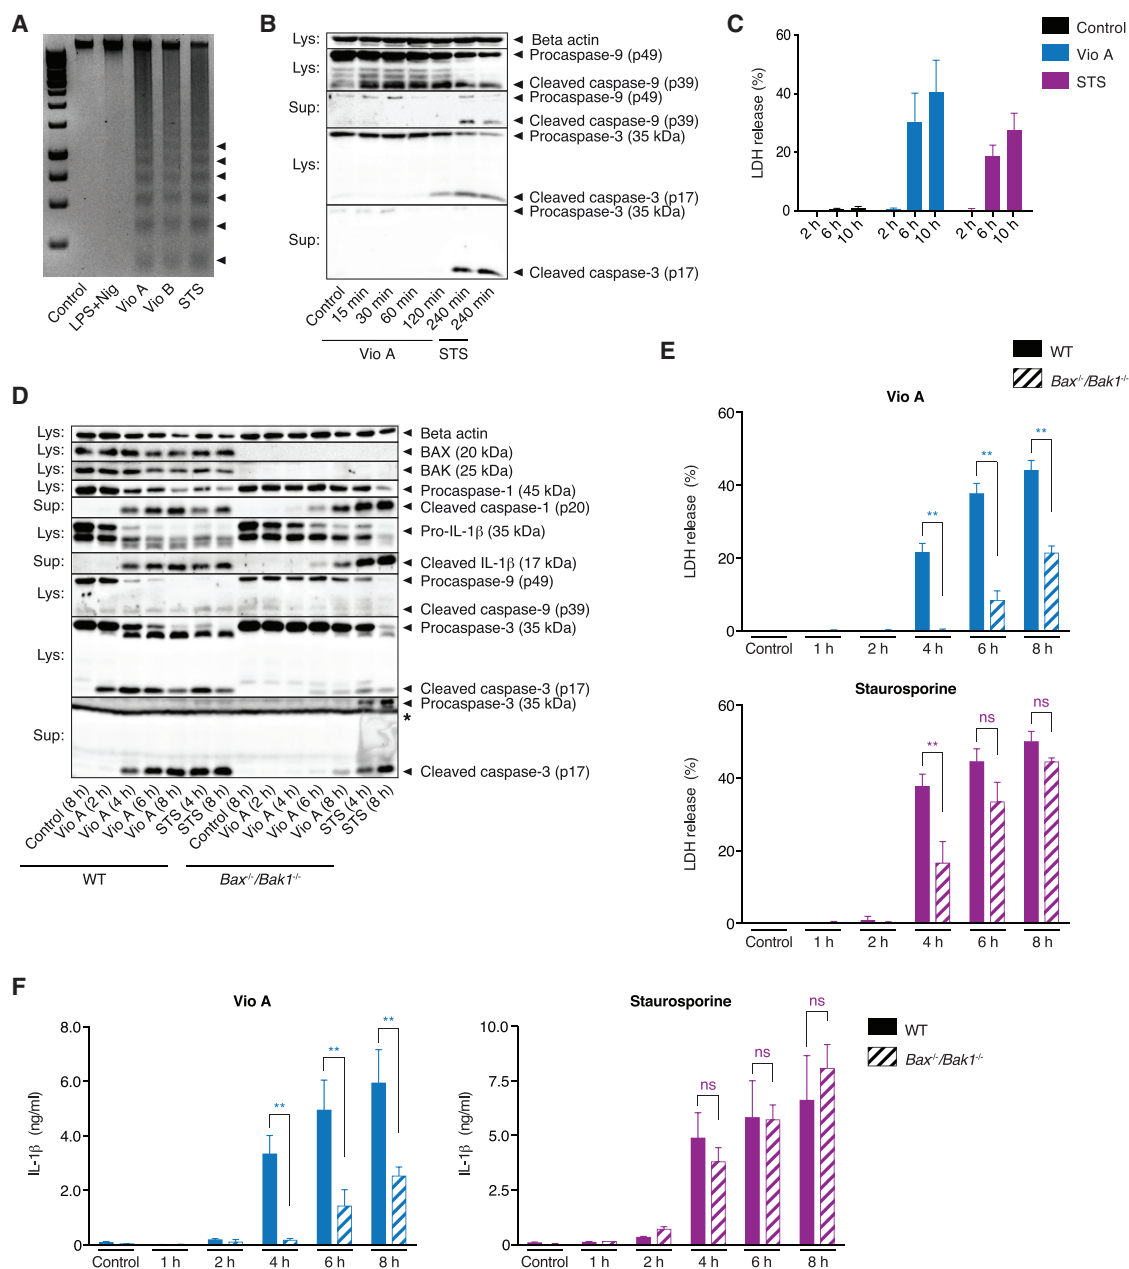 A
Control
LPS+Nig
Vio A
Vio B
STS
B
Lys:
Beta actin
Procaspase-9 (p49)
Lys:
Cleaved caspase-9 (p39)
Procaspase-9 (p49)
Sup:
Cleaved caspase-9 (p39)
Procaspase-3 (35 kDa)
Lys:
Cleaved caspase-3 (p17)
Procaspase-3 (35 kDa)
Sup:
Cleaved caspase-3 (p17)
Control
15 min
30 min
60 min
120 min
240 min
240 min
Vio A
STS
C
Control
Vio A
STS
LDH release (%)
60
40
20
0
2 h
6 h
10 h
2 h
6 h
10 h
2 h
6 h
10 h
D
Lys:
Beta actin
Lys:
BAX (20 kDa)
Lys:
BAK (25 kDa)
Lys:
Procaspase-1 (45 kDa)
Sup:
Cleaved caspase-1 (p20)
Lys:
Pro-IL-1β (35 kDa)
Sup:
Cleaved IL-1β (17 kDa)
Procaspase-9 (p49)
Lys:
Cleaved caspase-9 (p39)
Procaspase-3 (35 kDa)
Lys:
Cleaved caspase-3 (p17)
Procaspase-3 (35 kDa)
*
Sup:
Cleaved caspase-3 (p17)
Control (8 h)
Vio A (2 h)
Vio A (4 h)
Vio A (6 h)
Vio A (8 h)
STS (4 h)
STS (8 h)
Control (8 h)
Vio A (2 h)
Vio A (4 h)
Vio A (6 h)
Vio A (8 h)
STS (4 h)
STS (8 h)
WT
Bax-/-/Bak1-/-
E
WT
Bax-/-/Bak1-/-
Vio A
LDH release (%)
60
40
20
0
**
**
**
Control
1 h
2 h
4 h
6 h
8 h
Staurosporine
LDH release (%)
60
40
20
0
**
ns
ns
Control
1 h
2 h
4 h
6 h
8 h
F
Vio A
IL-1β (ng/ml)
8.0
6.0
4.0
2.0
0
**
**
**
Control
1 h
2 h
4 h
6 h
8 h
Staurosporine
IL-1β (ng/ml)
10.0
7.5
5.0
2.5
0
ns
ns
ns
Control
1 h
2 h
4 h
6 h
8 h
WT
Bax-/-/Bak1-/-